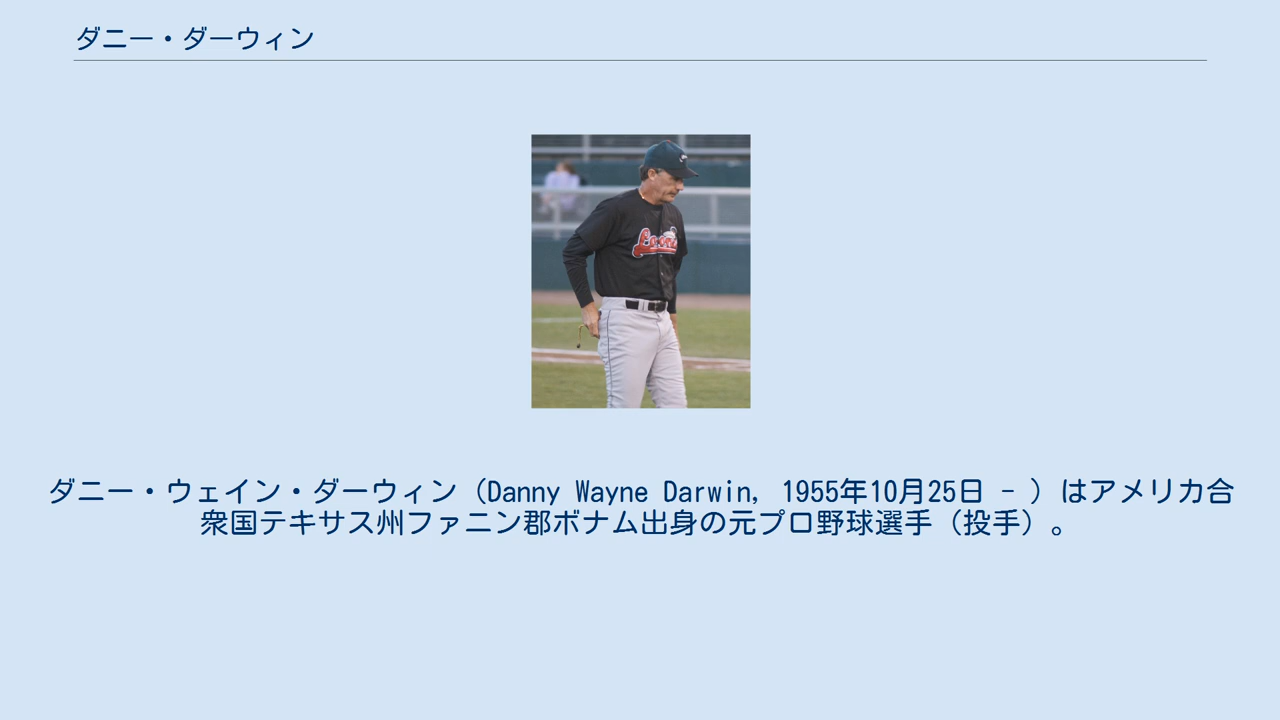 ダニー・ダーウィン
ダニー・ウェイン・ダーウィン（Danny Wayne Darwin, 1955年10月25日 - ）はアメリカ合
衆国テキサス州ファニン郡ボナム出身の元プロ野球選手（投手）。